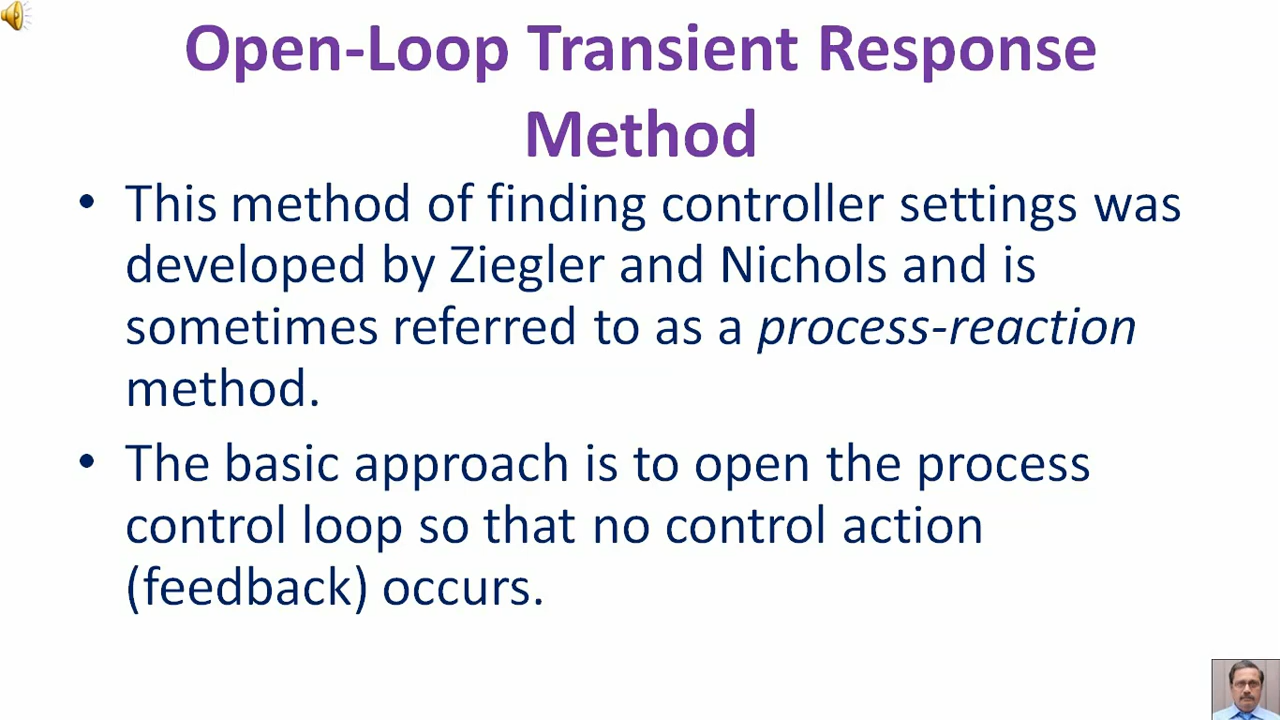 Open-Loop Transient Response
Method
• This method of finding controller settings was
developed by Ziegler and Nichols and is
sometimes referred to as a process-reaction
method.
• The basic approach is to open the process
control loop so that no control action
(feedback) occurs.